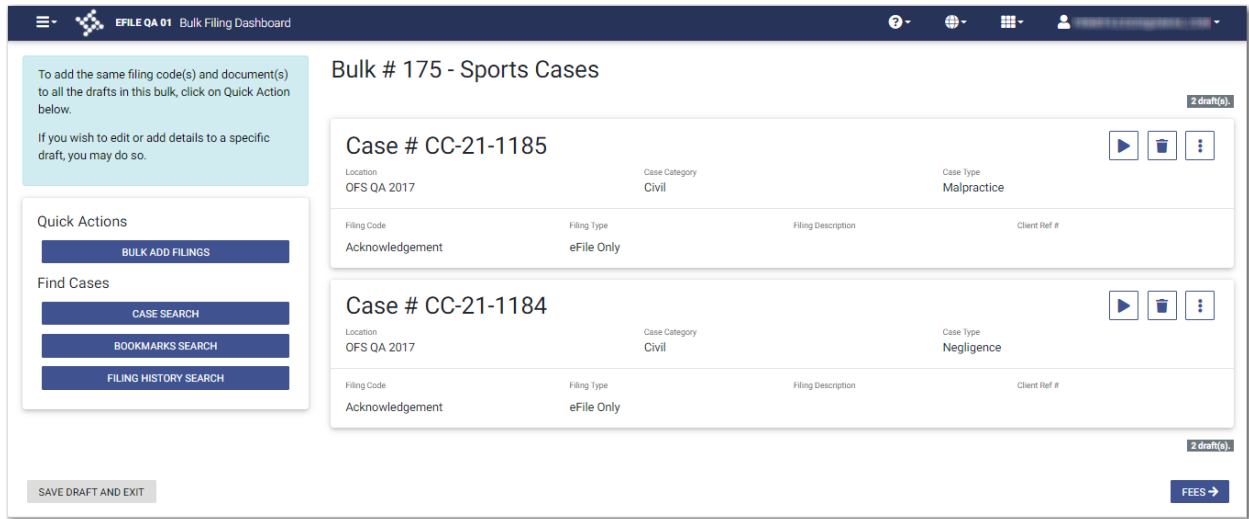 EFILE QA 01 Bulk Filing Dashboard
To add the same filing code(s) and document(s)
to all the drafts in this bulk, click on Quick Action
below.
If you wish to edit or add details to a specific
draft, you may do so.
Quick Actions
BULK ADD FILINGS
Find Cases
CASE SEARCH
BOOKMARKS SEARCH
FILING HISTORY SEARCH
Bulk # 175 - Sports Cases
2 draft(s).
Case # CC-21-1185
Location Case Category Case Type
OFS QA 2017 Civil Malpractice
Filing Code Filing Type Filing Description Client Ref #
Acknowledgement eFile Only
Case # CC-21-1184
Location Case Category Case Type
OFS QA 2017 Civil Negligence
Filing Code Filing Type Filing Description Client Ref #
Acknowledgement eFile Only
2 draft(s).
SAVE DRAFT AND EXIT
FEES